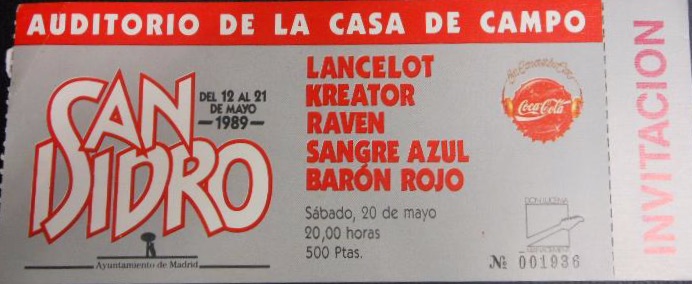 AUDITORIO DE LA CASA DE CAMPO
SAN
ISIDRO
DEL 12 AL 21
DE MAYO
—1989—
Ayuntamiento de Madrid
LANCELOT
KREATOR
RAVEN
SANGRE AZUL
BARÓN ROJO
Sábado, 20 de mayo
20,00 horas
500 Ptas.
Coca-Cola
Nº 001936
INVITACION